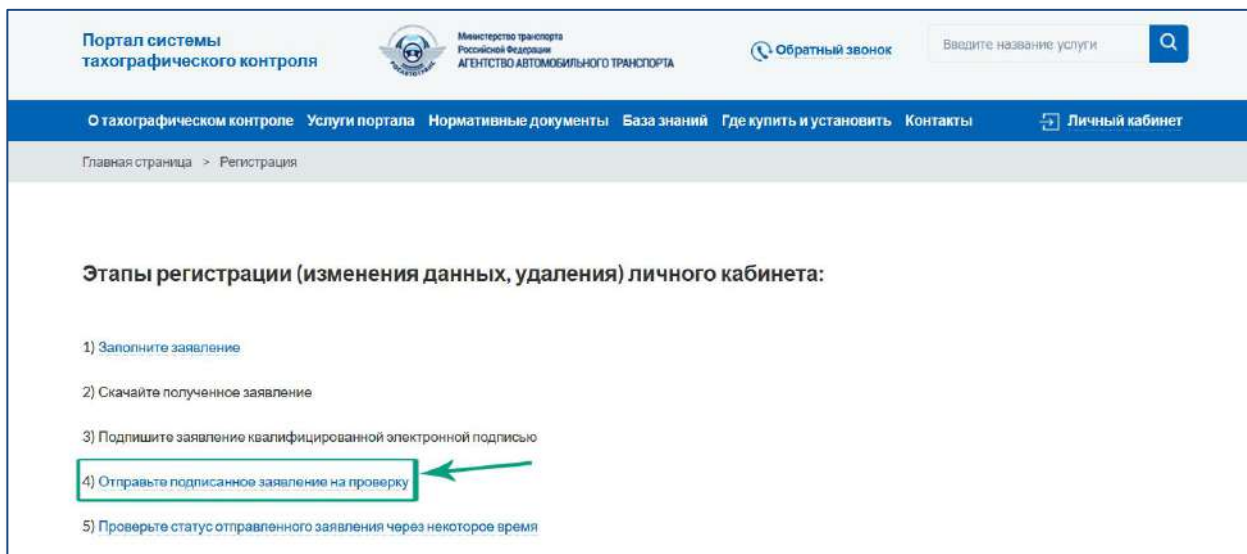 Портал системы
тахографического контроля
Министерство транспорта
Российской Федерации
АГЕНТСТВО АВТОМОБИЛЬНОГО ТРАНСПОРТА
Обратный звонок
Введите название услуги
О тахографическом контроле Услуги портала Нормативные документы База знаний Где купить и установить Контакты Личный кабинет
Главная страница > Регистрация
Этапы регистрации (изменения данных, удаления) личного кабинета:
1) Заполните заявление
2) Скачайте полученное заявление
3) Подпишите заявление квалифицированной электронной подписью
4) Отправьте подписанное заявление на проверку
5) Проверьте статус отправленного заявления через некоторое время